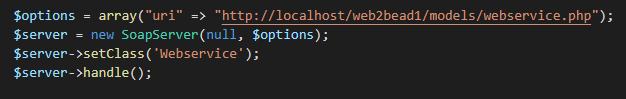 $options = array("uri" => "http://localhost/web2bead1/models/webservice.php");
$server = new SoapServer(null, $options);
$server->setClass('Webservice');
$server->handle();